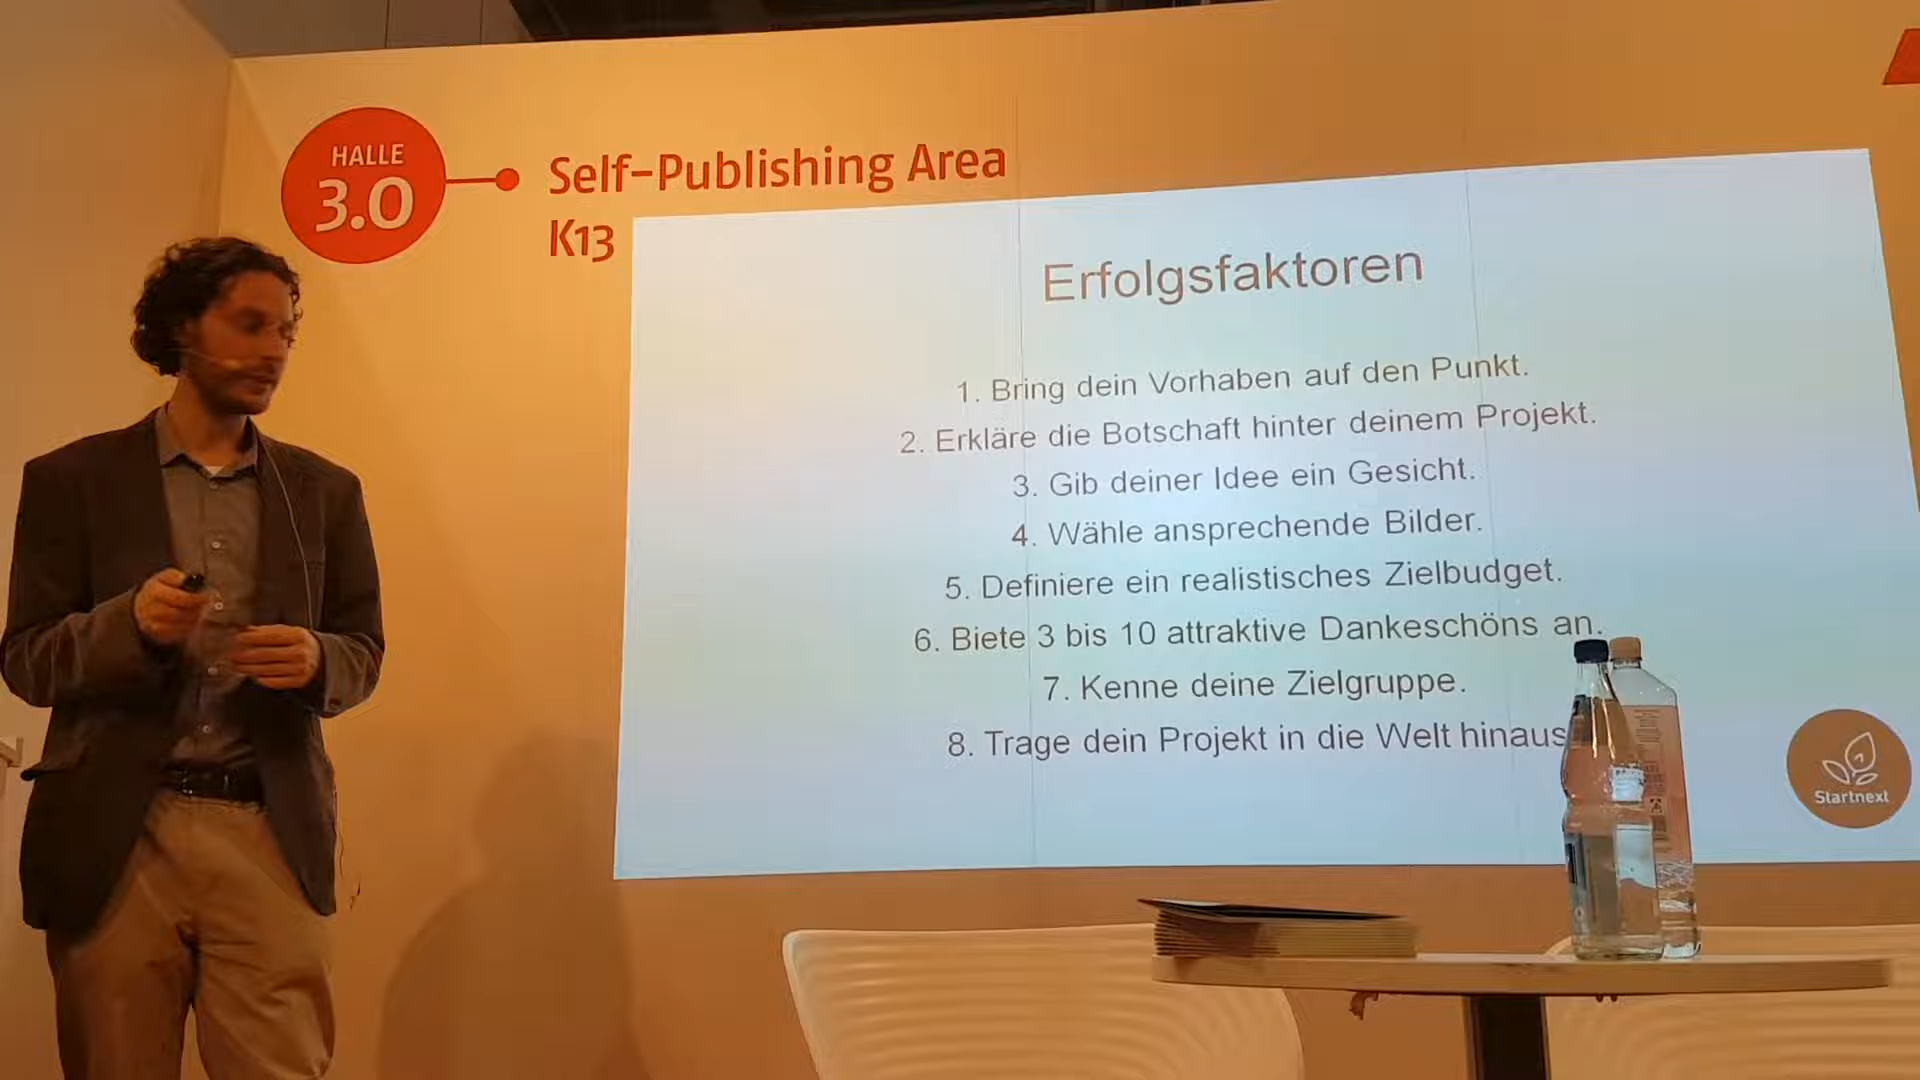 HALLE
3.0
Self-Publishing Area
K13
Erfolgsfaktoren
1. Bring dein Vorhaben auf den Punkt.
2. Erkläre die Botschaft hinter deinem Projekt.
3. Gib deiner Idee ein Gesicht.
4. Wähle ansprechende Bilder.
5. Definiere ein realistisches Zielbudget.
6. Biete 3 bis 10 attraktive Dankeschöns an.
7. Kenne deine Zielgruppe.
8. Trage dein Projekt in die Welt hinaus
Startnext